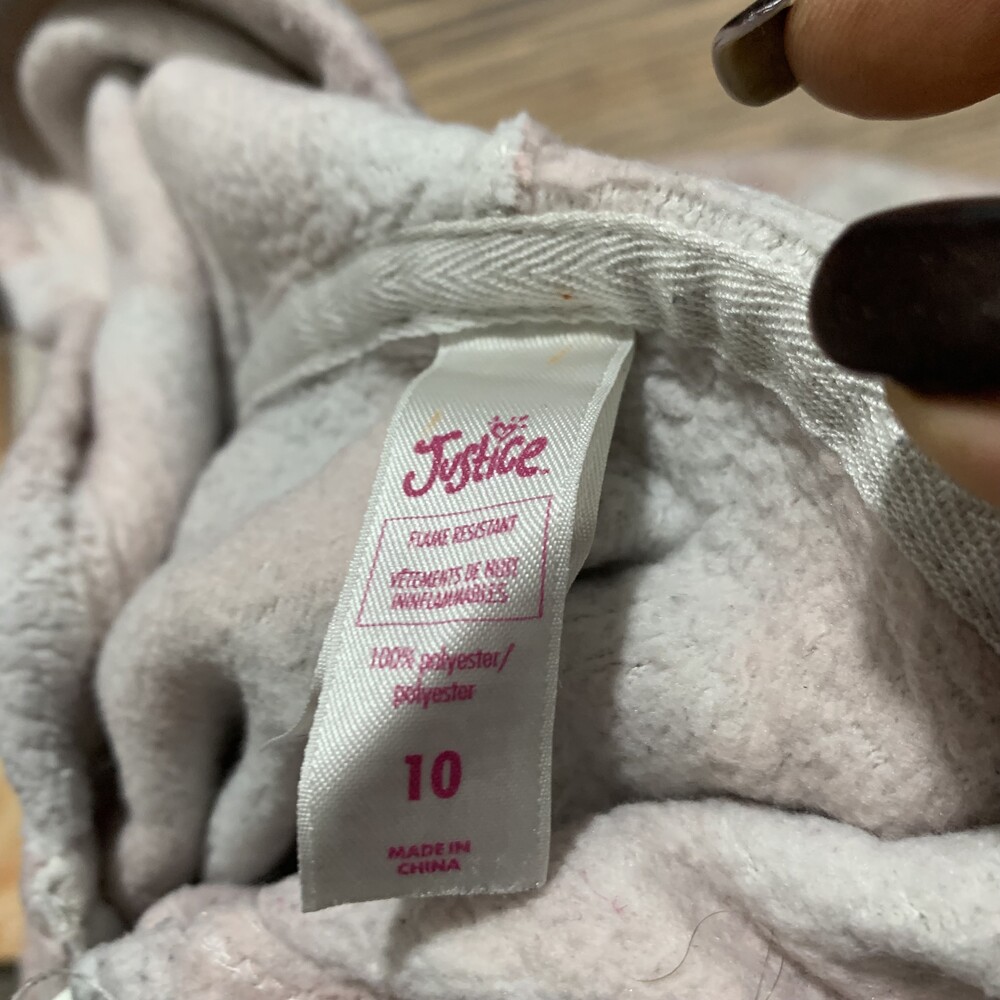 Justice
FLAME RESISTANT
VÊTEMENTS DE NUIT
ININFLAMMABLES
100% polyester/
polyester
10
MADE IN
CHINA